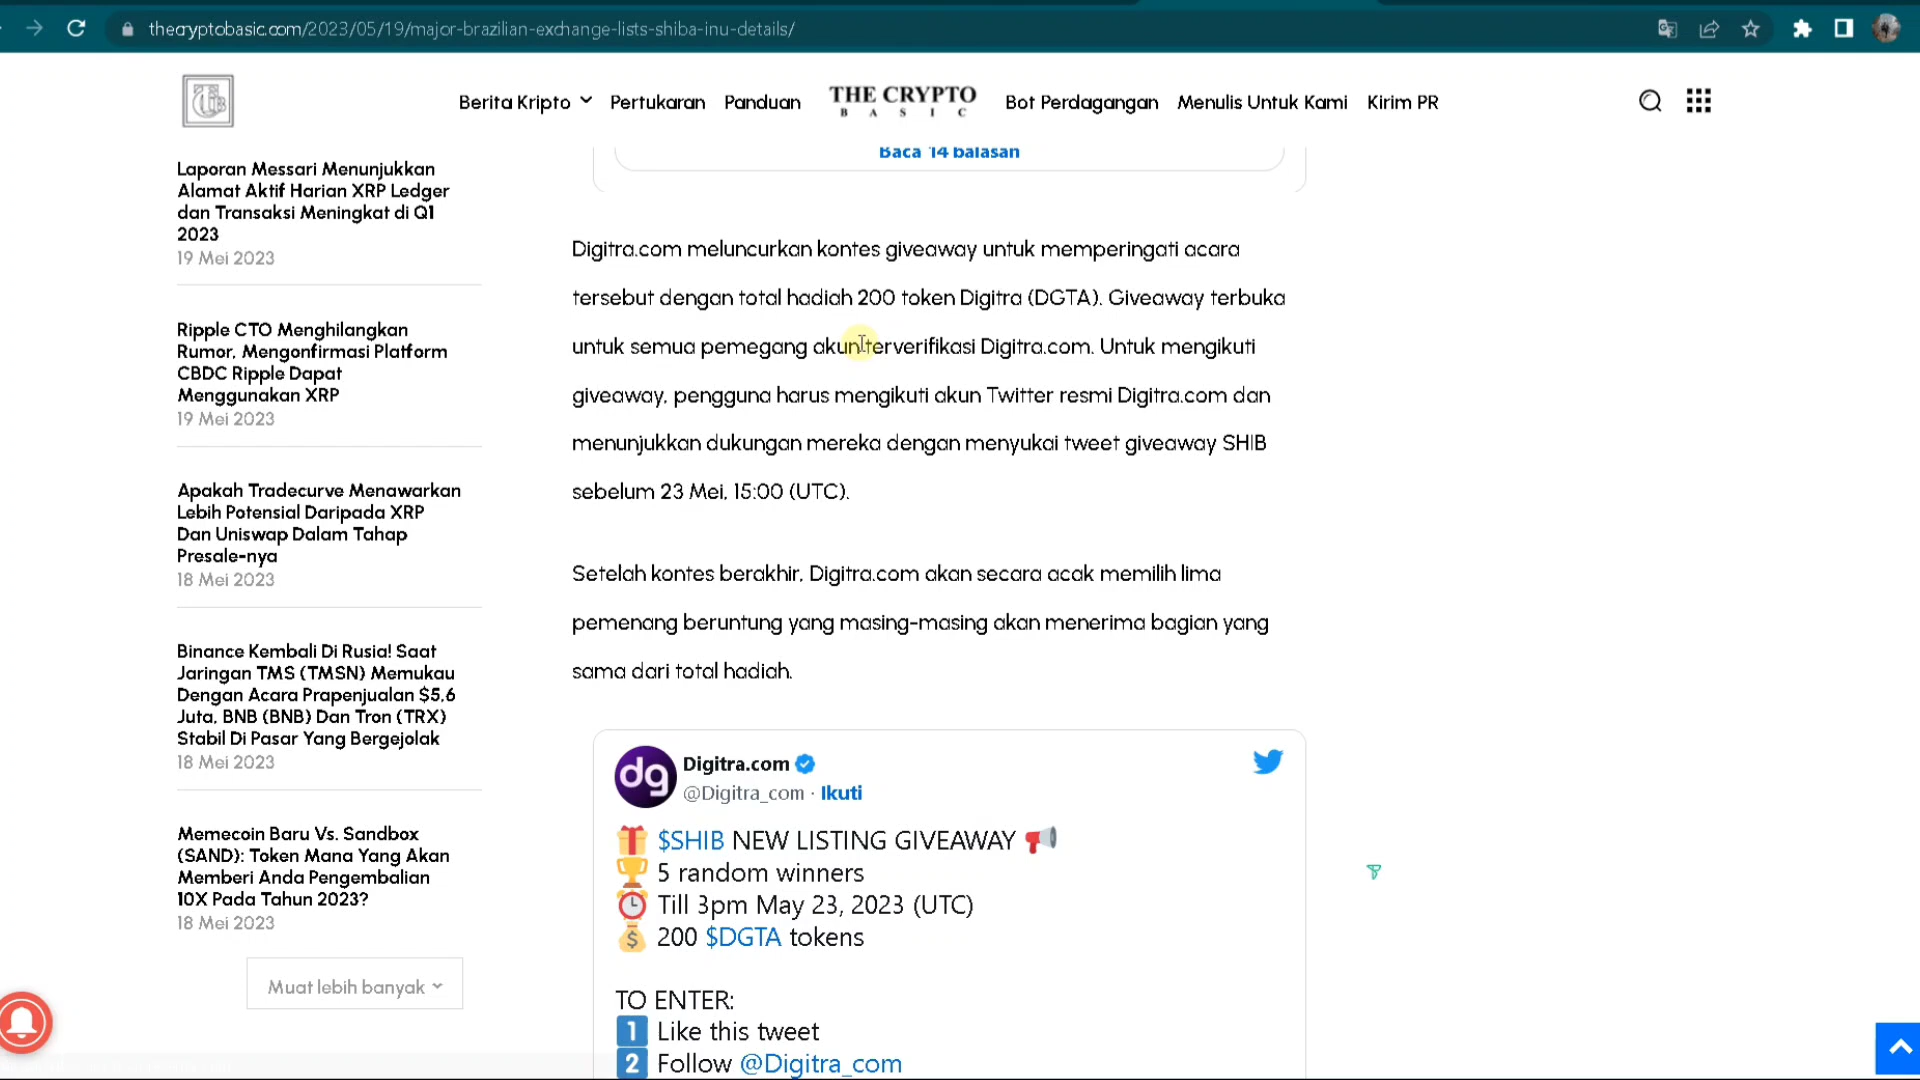 thecryptobasic.com/2023/05/19/major-brazilian-exchange-lists-shiba-inu-details/
Berita Kripto
Pertukaran
Panduan
THE CRYPTO
BASIC
Bot Perdagangan
Menulis Untuk Kami
Kirim PR
Laporan Messari Menunjukkan
Alamat Aktif Harian XRP Ledger
dan Transaksi Meningkat di Q1
2023
19 Mei 2023
Ripple CTO Menghilangkan
Rumor, Mengonfirmasi Platform
CBDC Ripple Dapat
Menggunakan XRP
19 Mei 2023
Apakah Tradecurve Menawarkan
Lebih Potensial Daripada XRP
Dan Uniswap Dalam Tahap
Presale-nya
18 Mei 2023
Binance Kembali Di Rusia! Saat
Jaringan TMS (TMSN) Memukau
Dengan Acara Prapenjualan $5,6
Juta, BNB (BNB) Dan Tron (TRX)
Stabil Di Pasar Yang Bergejolak
18 Mei 2023
Memecoin Baru Vs. Sandbox
(SAND): Token Mana Yang Akan
Memberi Anda Pengembalian
10X Pada Tahun 2023?
18 Mei 2023
Muat lebih banyak
Baca 14 balasan
Digitra.com meluncurkan kontes giveaway untuk memperingati acara
tersebut dengan total hadiah 200 token Digitra (DGTA). Giveaway terbuka
untuk semua pemegang akun terverifikasi Digitra.com. Untuk mengikuti
giveaway, pengguna harus mengikuti akun Twitter resmi Digitra.com dan
menunjukkan dukungan mereka dengan menyukai tweet giveaway SHIB
sebelum 23 Mei, 15:00 (UTC).
Setelah kontes berakhir, Digitra.com akan secara acak memilih lima
pemenang beruntung yang masing-masing akan menerima bagian yang
sama dari total hadiah.
dg
Digitra.com
@Digitra_com · Ikuti
$SHIB NEW LISTING GIVEAWAY
5 random winners
Till 3pm May 23, 2023 (UTC)
200 $DGTA tokens
TO ENTER:
1 Like this tweet
2 Follow @Digitra_com